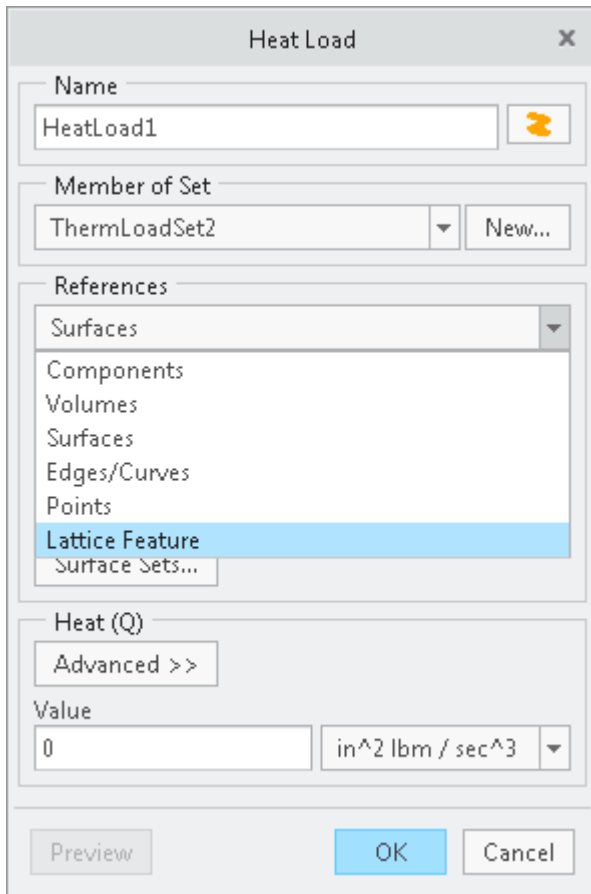 Heat Load
Name
HeatLoad1
Member of Set
ThermLoadSet2
New...
References
Surfaces
Components
Volumes
Surfaces
Edges/Curves
Points
Lattice Feature
Surface Sets...
Heat (Q)
Advanced >>
Value
0
in^2 lbm / sec^3
Preview
OK
Cancel